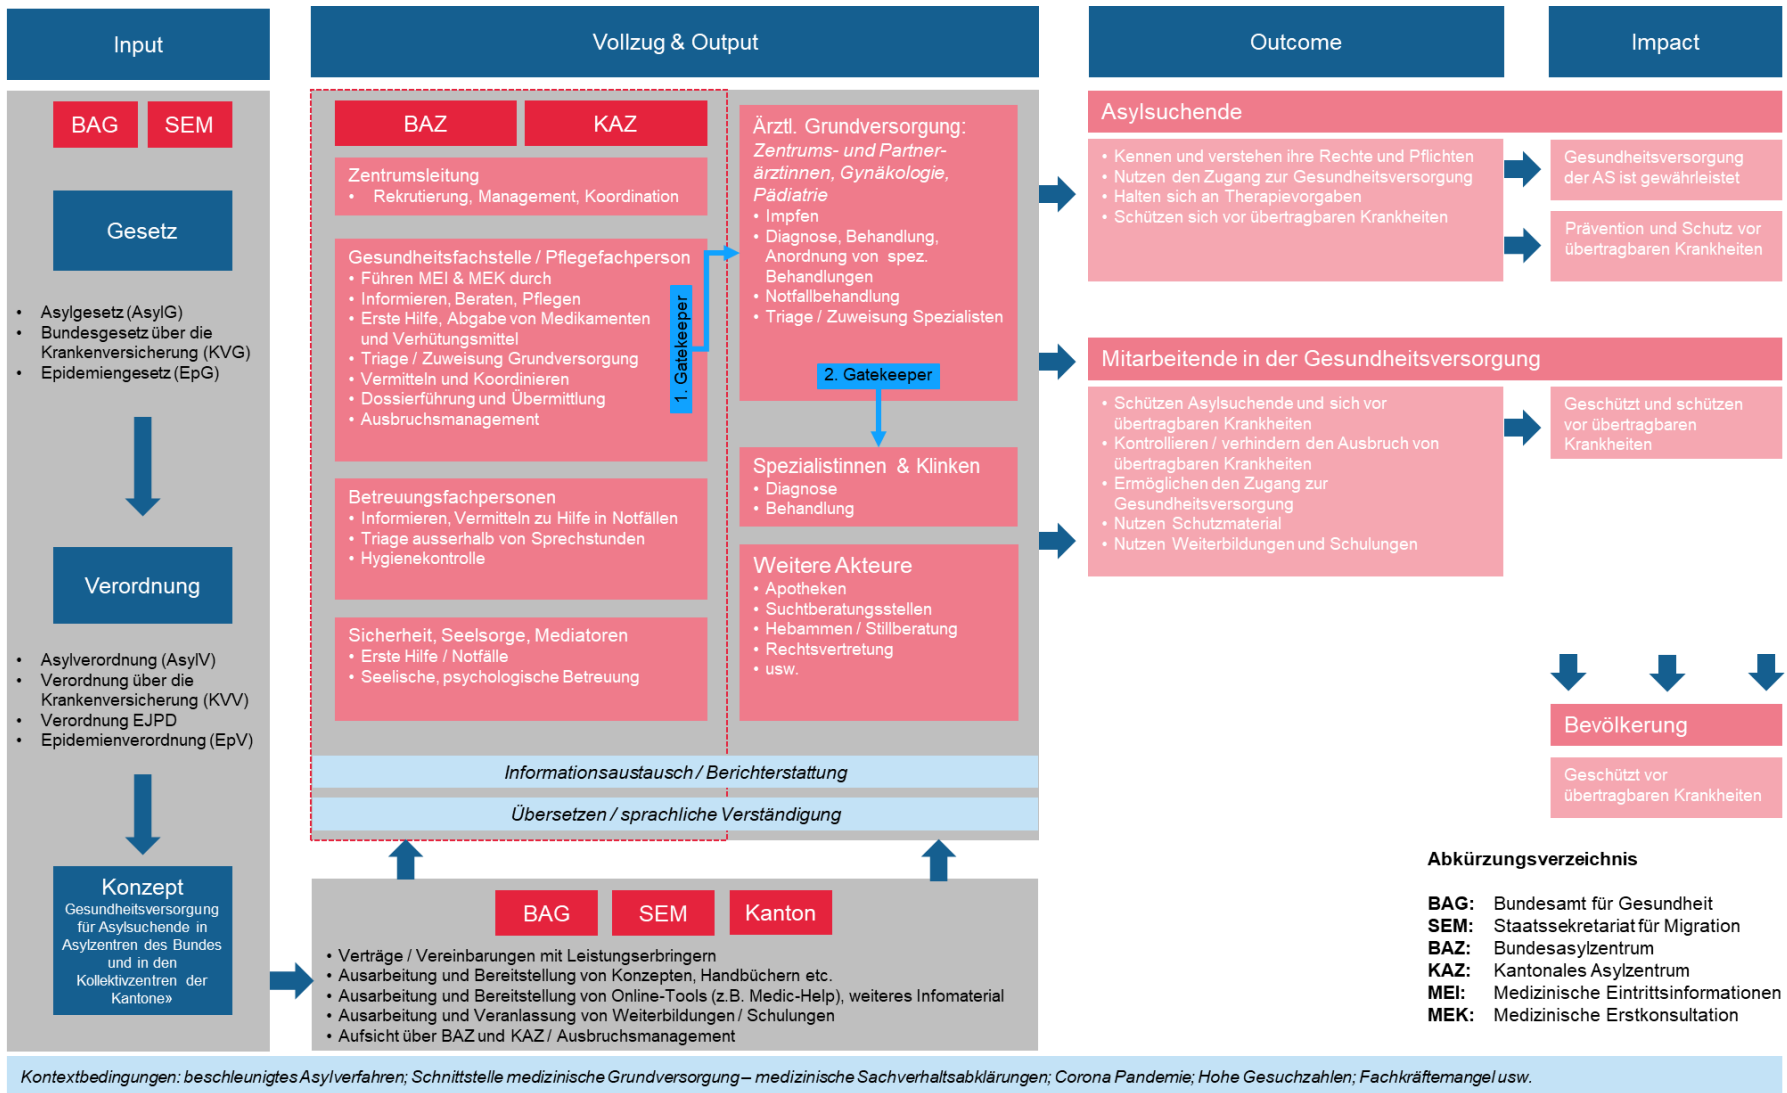 Input
BAG
SEM
Gesetz
• Asylgesetz (AsylG)
• Bundesgesetz über die
Krankenversicherung (KVG)
• Epidemiengesetz (EpG)
Verordnung
• Asylverordnung (AsylV)
• Verordnung über die
Krankenversicherung (KVV)
• Verordnung EJPD
• Epidemienverordnung (EpV)
Konzept
Gesundheitsversorgung
für Asylsuchende in
Asylzentren des Bundes
und in den
Kollektivzentren der
Kantone»
Vollzug & Output
BAZ
KAZ
Zentrumsleitung
• Rekrutierung, Management, Koordination
Gesundheitsfachstelle / Pflegefachperson
• Führen MEI & MEK durch
• Informieren, Beraten, Pflegen
• Erste Hilfe, Abgabe von Medikamenten
und Verhütungsmittel
• Triage / Zuweisung Grundversorgung
• Vermitteln und Koordinieren
• Dossierführung und Übermittlung
• Ausbruchsmanagement
1. Gatekeeper
Betreuungsfachpersonen
• Informieren, Vermitteln zu Hilfe in Notfällen
• Triage ausserhalb von Sprechstunden
• Hygienekontrolle
Sicherheit, Seelsorge, Mediatoren
• Erste Hilfe / Notfälle
• Seelische, psychologische Betreuung
Ärztl. Grundversorgung:
Zentrums- und Partner-
ärztinnen, Gynäkologie,
Pädiatrie
• Impfen
• Diagnose, Behandlung,
Anordnung von spez.
Behandlungen
• Notfallbehandlung
• Triage / Zuweisung Spezialisten
2. Gatekeeper
Spezialistinnen & Klinken
• Diagnose
• Behandlung
Weitere Akteure
• Apotheken
• Suchtberatungsstellen
• Hebammen / Stillberatung
• Rechtsvertretung
• usw.
Informationsaustausch / Berichterstattung
Übersetzen / sprachliche Verständigung
BAG
SEM
Kanton
• Verträge / Vereinbarungen mit Leistungserbringern
• Ausarbeitung und Bereitstellung von Konzepten, Handbüchern etc.
• Ausarbeitung und Bereitstellung von Online-Tools (z.B. Medic-Help), weiteres Infomaterial
• Ausarbeitung und Veranlassung von Weiterbildungen / Schulungen
• Aufsicht über BAZ und KAZ / Ausbruchsmanagement
Outcome
Impact
Asylsuchende
• Kennen und verstehen ihre Rechte und Pflichten
• Nutzen den Zugang zur Gesundheitsversorgung
• Halten sich an Therapievorgaben
• Schützen sich vor übertragbaren Krankheiten
Gesundheitsversorgung
der AS ist gewährleistet
Prävention und Schutz vor
übertragbaren Krankheiten
Mitarbeitende in der Gesundheitsversorgung
• Schützen Asylsuchende und sich vor
übertragbaren Krankheiten
• Kontrollieren / verhindern den Ausbruch von
übertragbaren Krankheiten
• Ermöglichen den Zugang zur
Gesundheitsversorgung
• Nutzen Schutzmaterial
• Nutzen Weiterbildungen und Schulungen
Geschützt und schützen
vor übertragbaren
Krankheiten
Bevölkerung
Geschützt vor
übertragbaren Krankheiten
Abkürzungsverzeichnis
BAG: Bundesamt für Gesundheit
SEM: Staatssekretariat für Migration
BAZ: Bundesasylzentrum
KAZ: Kantonales Asylzentrum
MEI: Medizinische Eintrittsinformationen
MEK: Medizinische Erstkonsultation
Kontextbedingungen: beschleunigtes Asylverfahren; Schnittstelle medizinische Grundversorgung – medizinische Sachverhaltsabklärungen; Corona Pandemie; Hohe Gesuchzahlen; Fachkräftemangel usw.